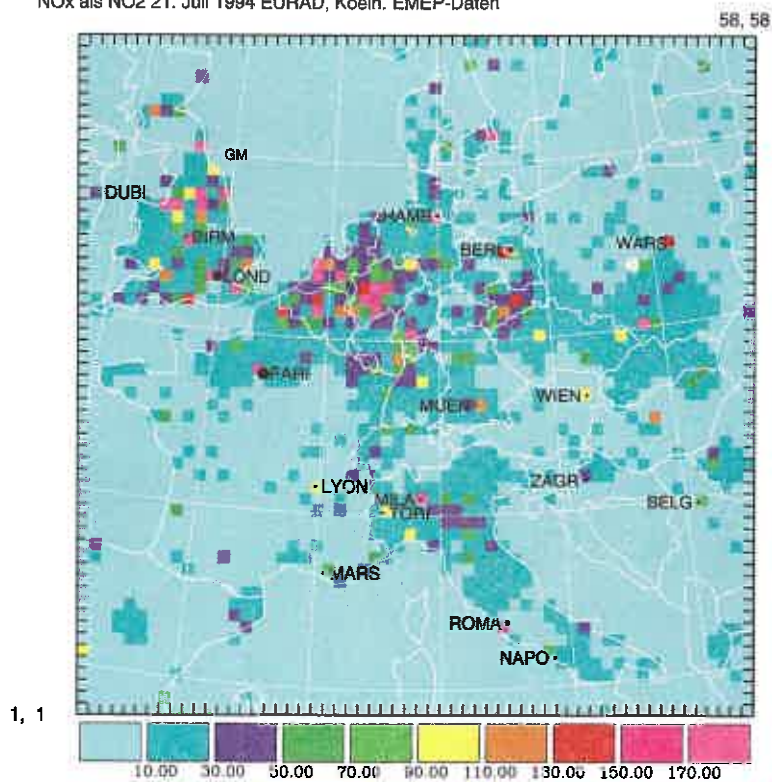 NOx als NO2 21. Juli 1994 EURAD, Koeln. EMEP-Daten
58, 58
GM
DUBI
HAMB
BIRM
BERL
WARS
LOND
PARI
MUEN
WIEN
LYON
ZAGR
MILA
BELG
TORI
MARS
ROMA
NAPO
1, 1
10.00 30.00 50.00 70.00 90.00 110.00 130.00 150.00 170.00